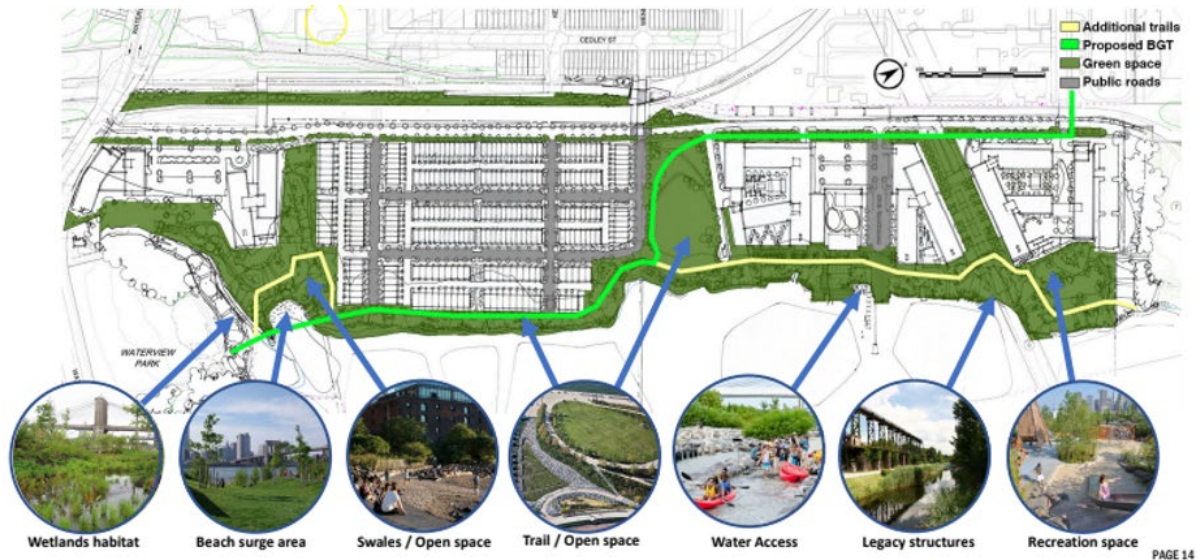 CEDLEY ST
Additional trails
Proposed BGT
Green space
Public roads
WATERVIEW
PARK
Wetlands habitat
Beach surge area
Swales / Open space
Trail / Open space
Water Access
Legacy structures
Recreation space
PAGE 14